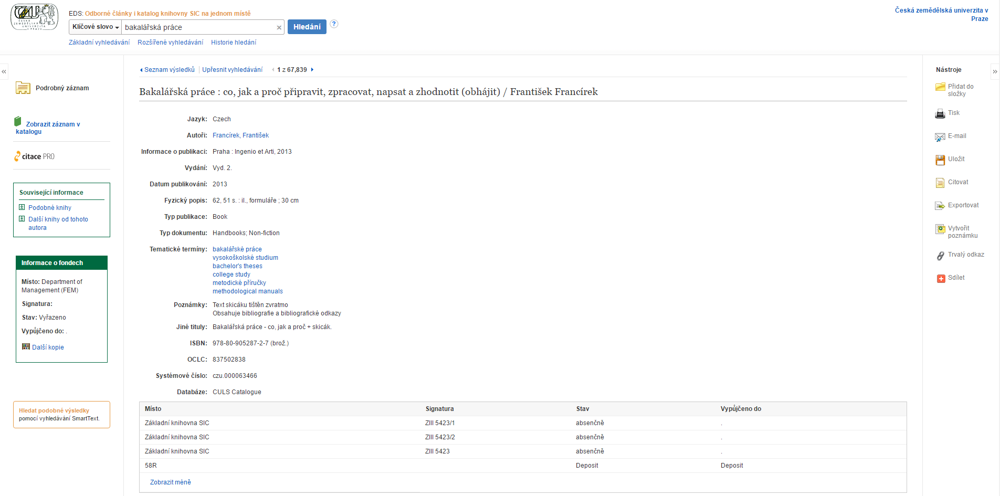 ČESKÁ
ZEMĚDĚLSKÁ
UNIVERZITA
V PRAZE
EDS: Odborné články i katalog knihovny SIC na jednom místě
Klíčové slovo bakalářská práce × Hledání ?
Základní vyhledávání Rozšířené vyhledávání Historie hledání
Česká zemědělská univerzita v
Praze
«
Podrobný záznam
Zobrazit záznam v
katalogu
citace PRO
Související informace
Podobné knihy
Další knihy od tohoto
autora
Informace o fondech
Místo: Department of
Management (FEM)
Signatura:
Stav: Vyřazeno
Vypůjčeno do: .
Další kopie
Hledat podobné výsledky
pomocí vyhledávání SmartText.
Seznam výsledků Upřesnit vyhledávání 1 z 67,839
Bakalářská práce : co, jak a proč připravit, zpracovat, napsat a zhodnotit (obhájit) / František Francírek
Jazyk: Czech
Autoři: Francírek, František
Informace o publikaci: Praha : Ingenio et Arti, 2013
Vydání: Vyd. 2.
Datum publikování: 2013
Fyzický popis: 62, 51 s. : il., formuláře ; 30 cm
Typ publikace: Book
Typ dokumentu: Handbooks; Non-fiction
Tematické termíny: bakalářské práce
vysokoškolské studium
bachelor's theses
college study
metodické příručky
methodological manuals
Poznámky: Text skicáku tištěn zvratmo
Obsahuje bibliografie a bibliografické odkazy
Jiné tituly: Bakalářská práce - co, jak a proč + skicák.
ISBN: 978-80-905287-2-7 (brož.)
OCLC: 837502838
Systémové číslo: czu.000063466
Databáze: CULS Catalogue
Místo Signatura Stav Vypůjčeno do
Základní knihovna SIC ZIII 5423/1 absenčně .
Základní knihovna SIC ZIII 5423/2 absenčně .
Základní knihovna SIC ZIII 5423 absenčně .
58R Deposit Deposit
Zobrazit méně
»
Nástroje
Přidat do
složky
Tisk
E-mail
Uložit
Citovat
Exportovat
Vytvořit
poznámku
Trvalý odkaz
Sdílet